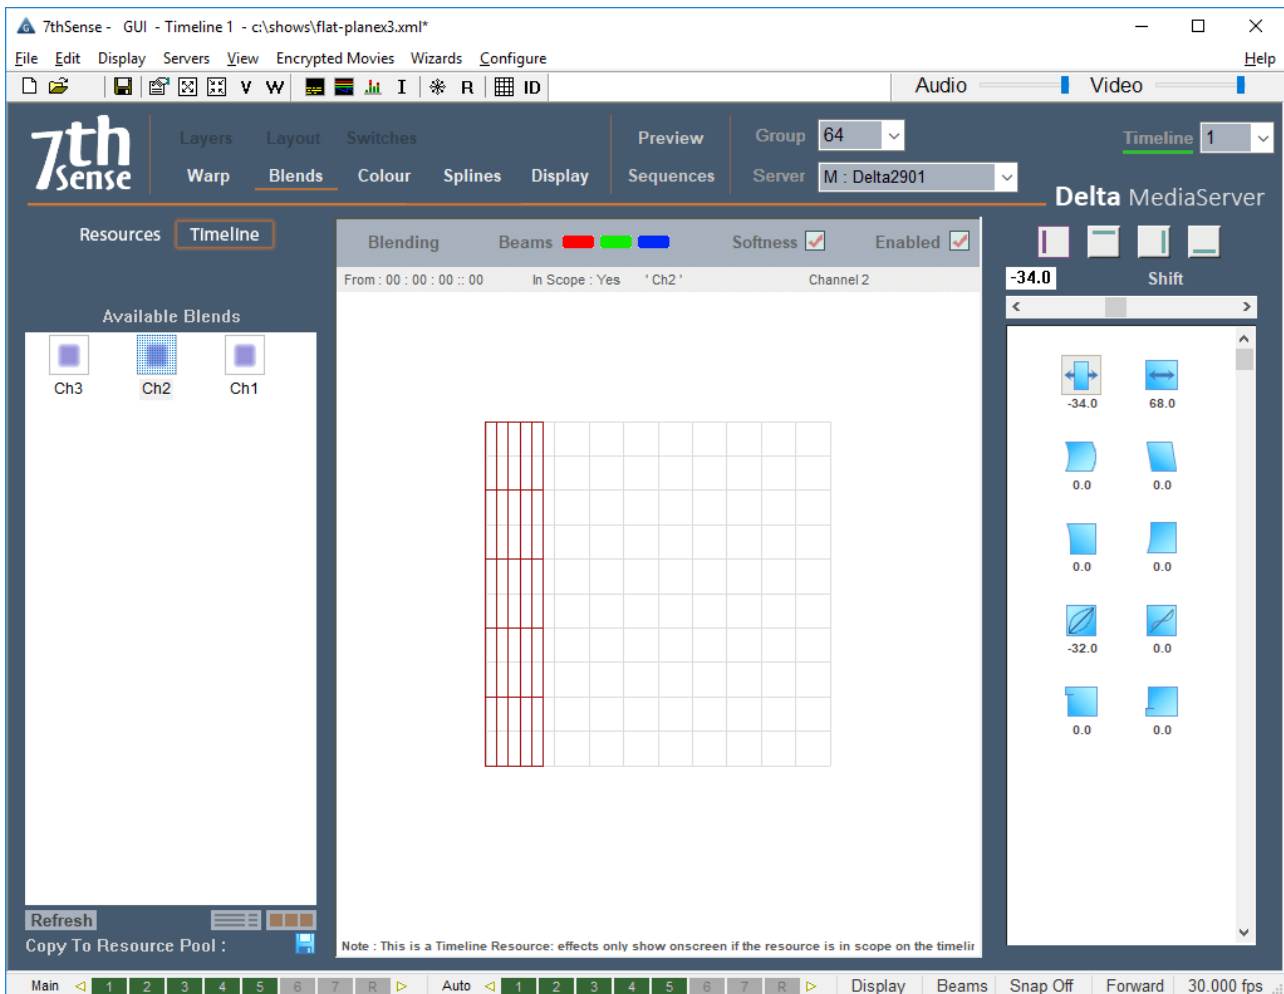 7thSense - GUI - Timeline 1 - c:\shows\flat-planex3.xml*
File Edit Display Servers View Encrypted Movies Wizards Configure Help
V W I R ID Audio Video
7th Sense
Layers Layout Switches Preview Group 64 Timeline 1
Warp Blends Colour Splines Display Sequences Server M : Delta2901
Delta MediaServer
Resources Timeline
Blending Beams Softness Enabled
From : 00 : 00 : 00 :: 00 In Scope : Yes ' Ch2 ' Channel 2
-34.0 Shift
Available Blends
Ch3 Ch2 Ch1
-34.0 68.0
0.0 0.0
0.0 0.0
-32.0 0.0
0.0 0.0
Refresh
Copy To Resource Pool :
Note : This is a Timeline Resource: effects only show onscreen if the resource is in scope on the timelin
Main 1 2 3 4 5 6 7 R Auto 1 2 3 4 5 6 7 R Display Beams Snap Off Forward 30.000 fps